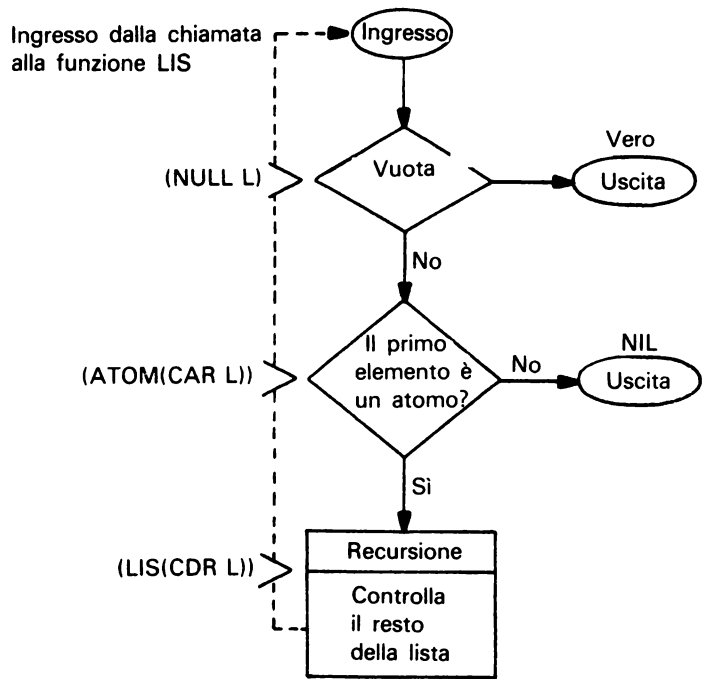 Ingresso dalla chiamata
alla funzione LIS
Ingresso
(NULL L)
Vuota
Vero
Uscita
No
(ATOM(CAR L))
Il primo
elemento è
un atomo?
No
NIL
Uscita
Sì
(LIS(CDR L))
Recursione
Controlla
il resto
della lista